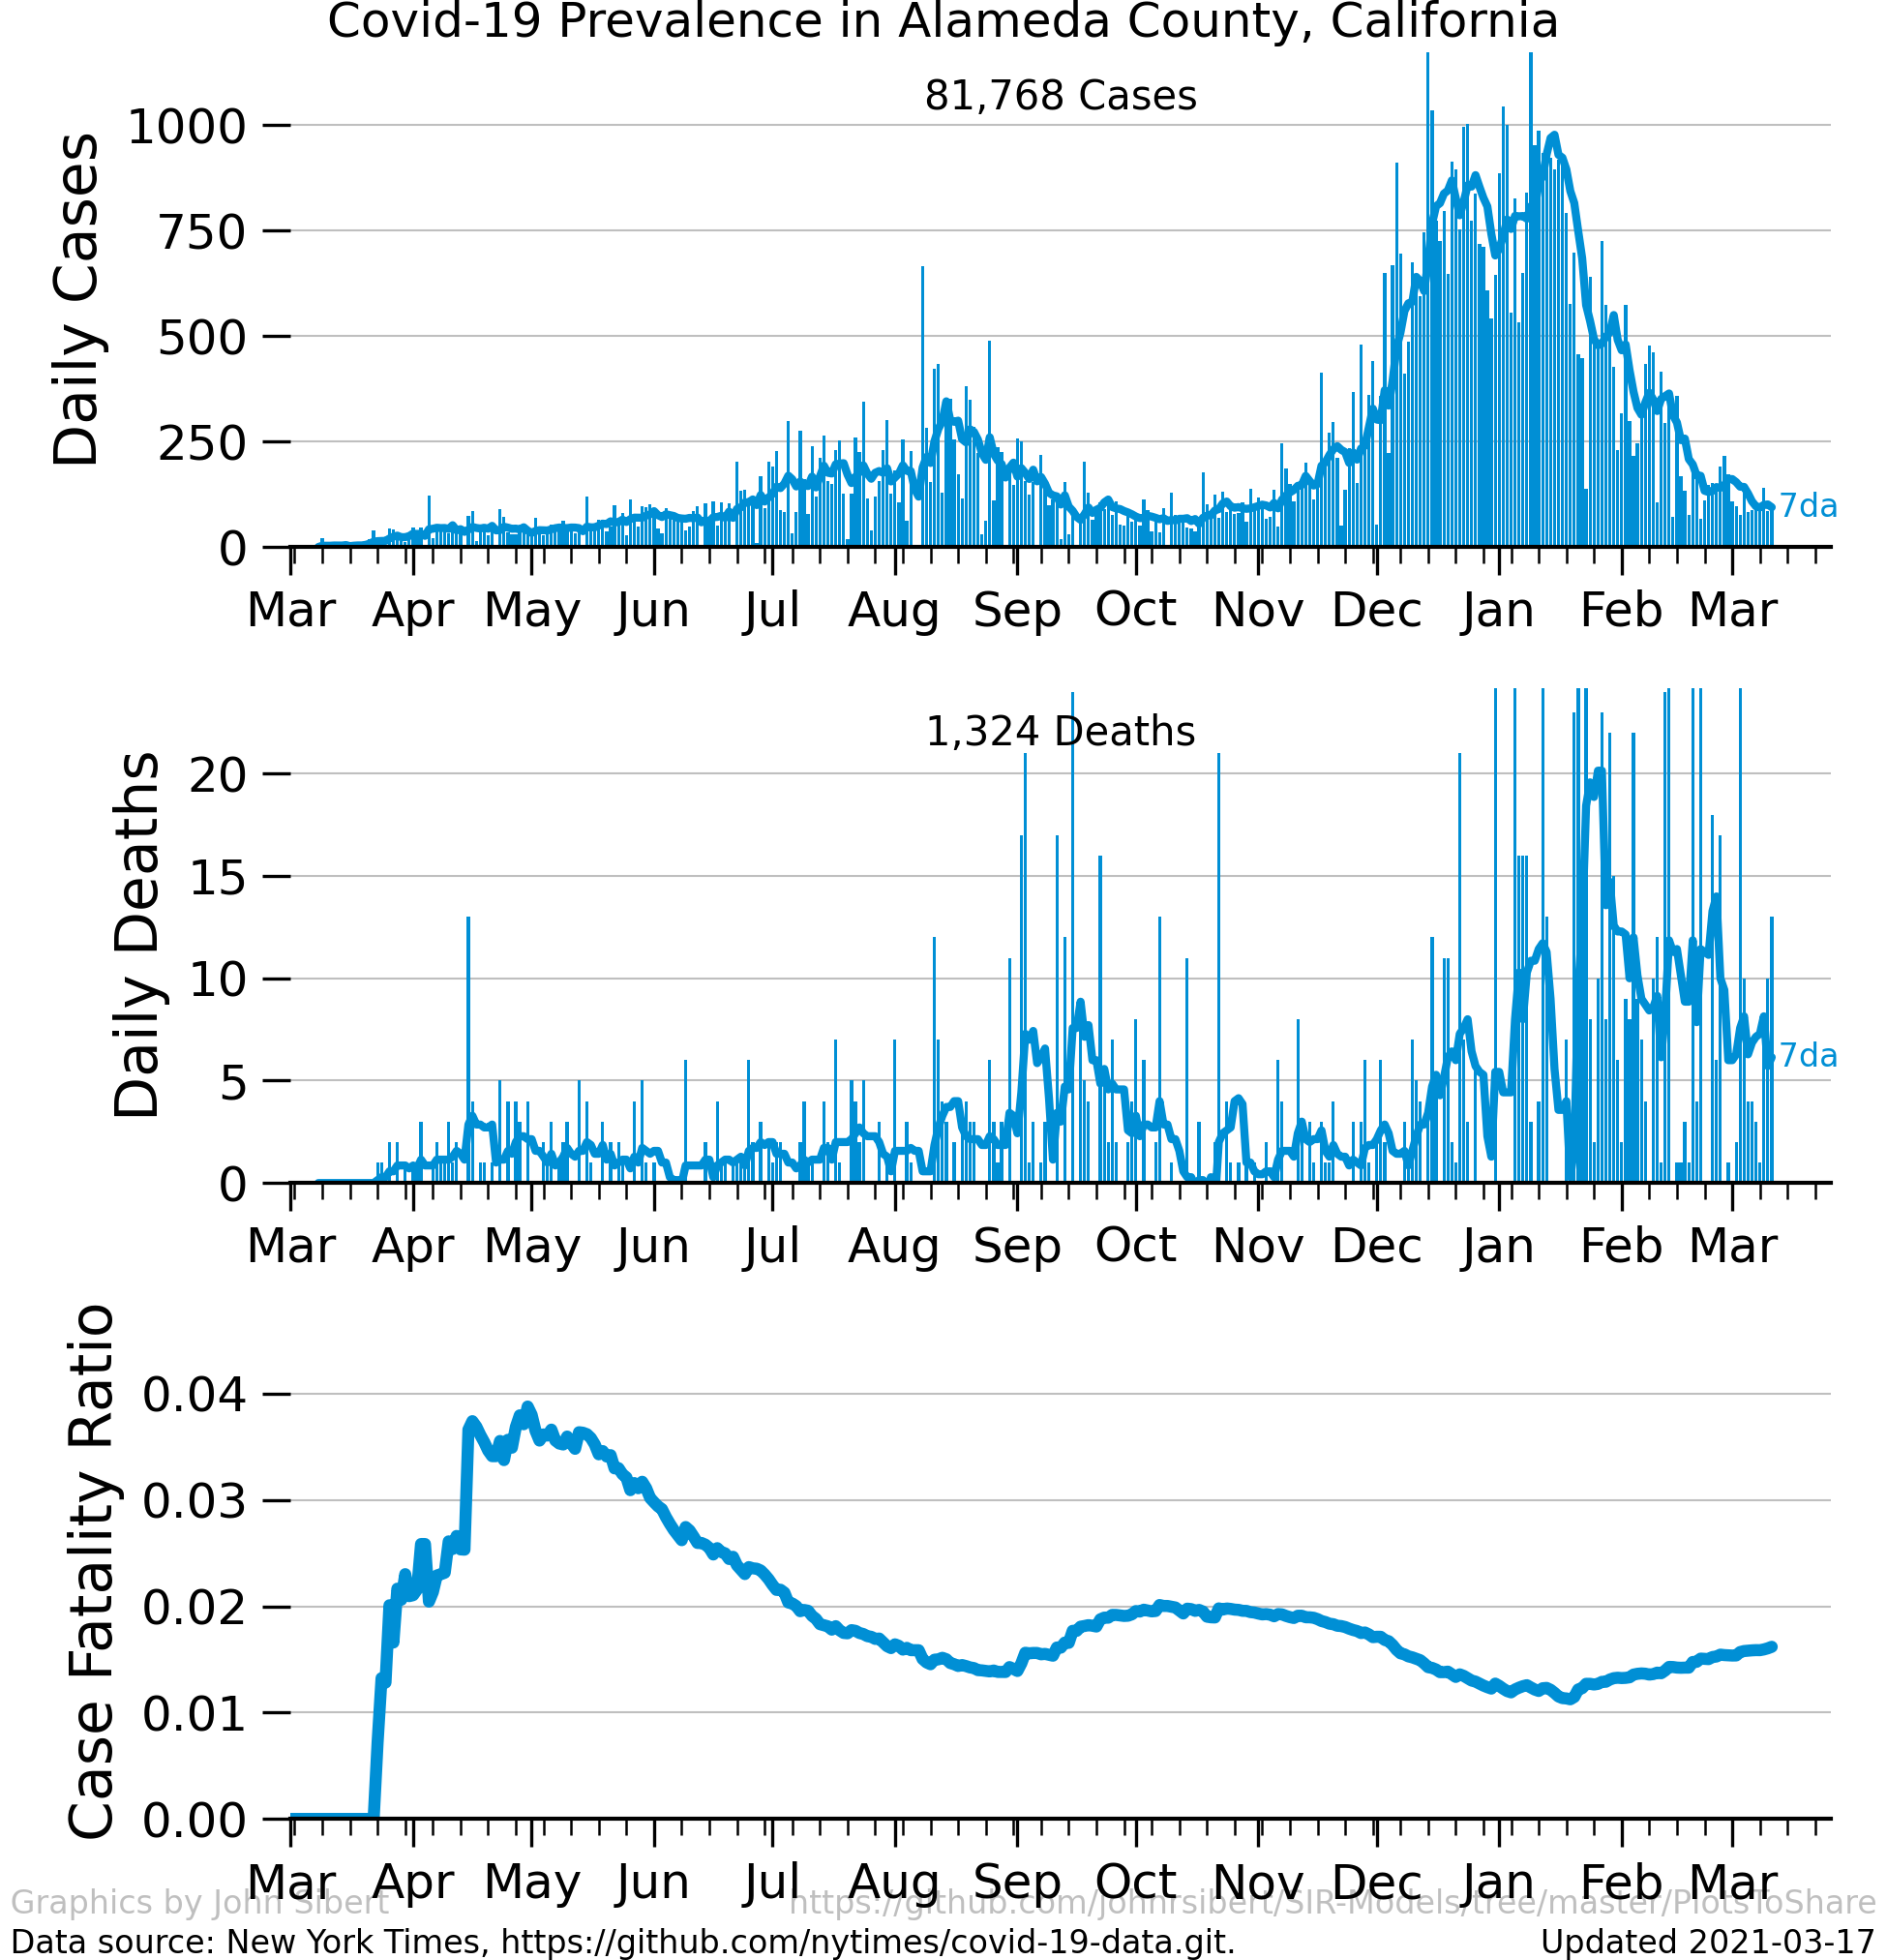 Covid-19 Prevalence in Alameda County, California
81,768 Cases
Daily Cases
1000
750
500
250
0
7da
Mar Apr May Jun Jul Aug Sep Oct Nov Dec Jan Feb Mar
1,324 Deaths
Daily Deaths
20
15
10
5
0
7da
Mar Apr May Jun Jul Aug Sep Oct Nov Dec Jan Feb Mar
Case Fatality Ratio
0.04
0.03
0.02
0.01
0.00
Mar Apr May Jun Jul Aug Sep Oct Nov Dec Jan Feb Mar
Graphics by John Sibert https://github.com/johnrsibert/SIR-Models/tree/master/PlotsToShare
Data source: New York Times, https://github.com/nytimes/covid-19-data.git. Updated 2021-03-17